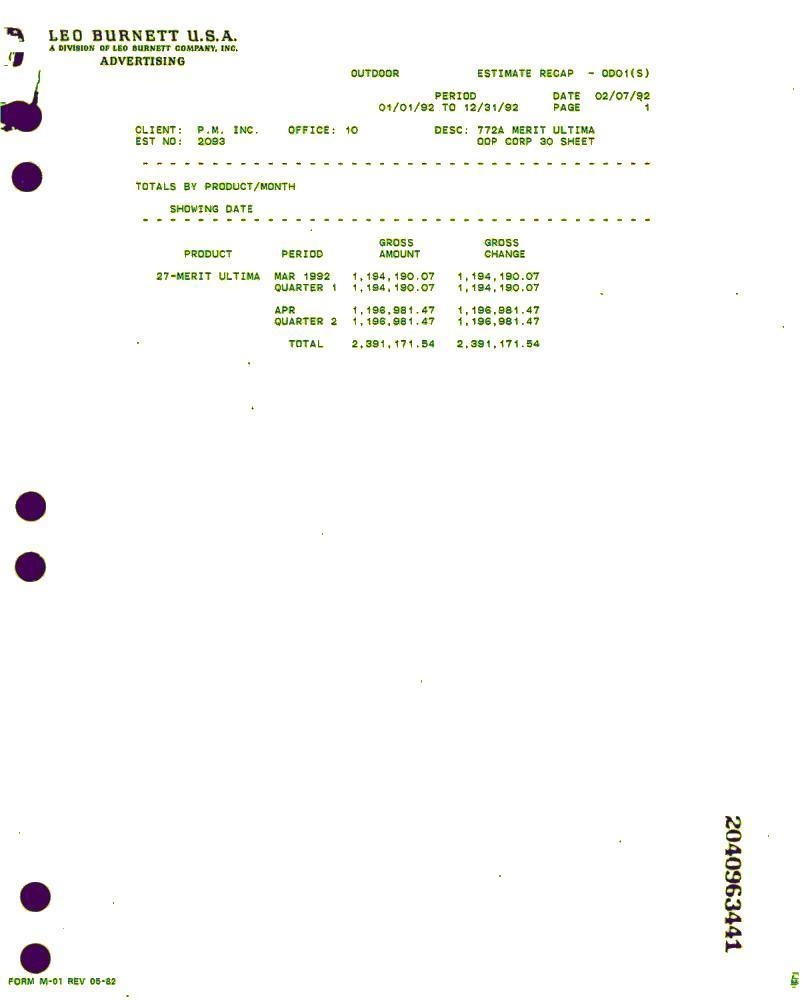 LEO BURNETT U.S.A.
A DIVISION OF LEO BURNETT COMPANY, INC.
ADVERTISING
OUTDOOR ESTIMATE RECAP - OD01(S)
PERIOD DATE 02/07/92
01/01/92 TO 12/31/92 PAGE 1
CLIENT: P.M. INC. OFFICE: 10 DESC: 772A MERIT ULTIMA
EST NO: 2093 OOP CORP 30 SHEET
TOTALS BY PRODUCT/MONTH
SHOWING DATE
GROSS GROSS
PRODUCT PERIOD AMOUNT CHANGE
27-MERIT ULTIMA MAR 1992 1,194,190.07 1,194,190.07
QUARTER 1 1,194,190.07 1,194,190.07
APR 1,196,981.47 1,196,981.47
QUARTER 2 1,196,981.47 1,196,981.47
TOTAL 2,391,171.54 2,391,171.54
2040963441
FORM M-01 REV 05-82